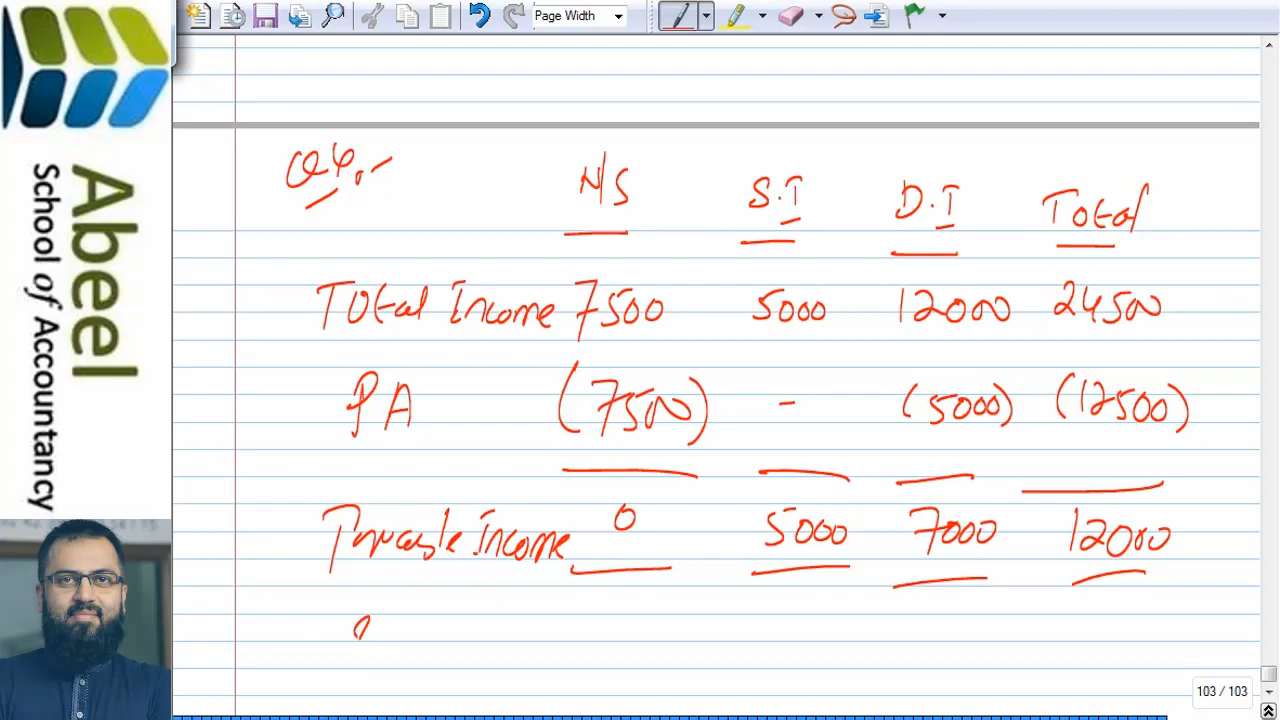 Page Width
Abeel
School of Accountancy
Q4.
N/S S.I D.I Total
Total Income 7500 5000 12000 24500
PA (7500) - (5000) (12500)
Taxable Income 0 5000 7000 12000
103 / 103